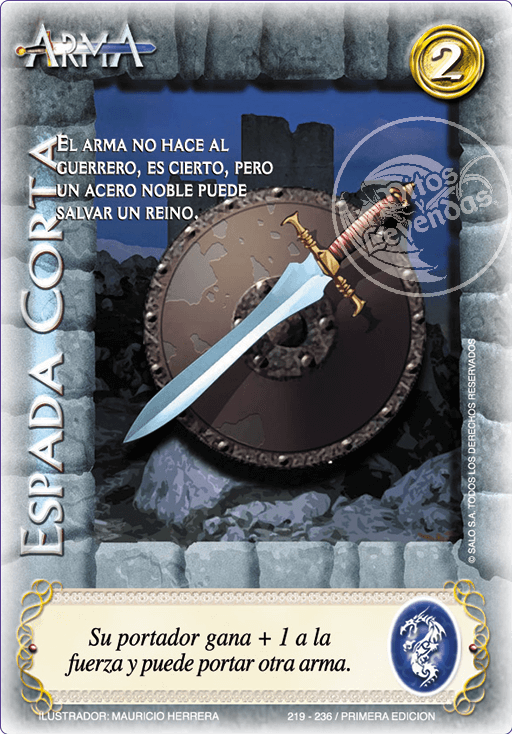 ARMA
2
EL ARMA NO HACE AL
GUERRERO, ES CIERTO, PERO
UN ACERO NOBLE PUEDE
SALVAR UN REINO.
Mitos
y
Leyendas
ESPADA CORTA
© SALO S.A. TODOS LOS DERECHOS RESERVADOS
Su portador gana + 1 a la
fuerza y puede portar otra arma.
ILUSTRADOR: MAURICIO HERRERA
219 - 236 / PRIMERA EDICION